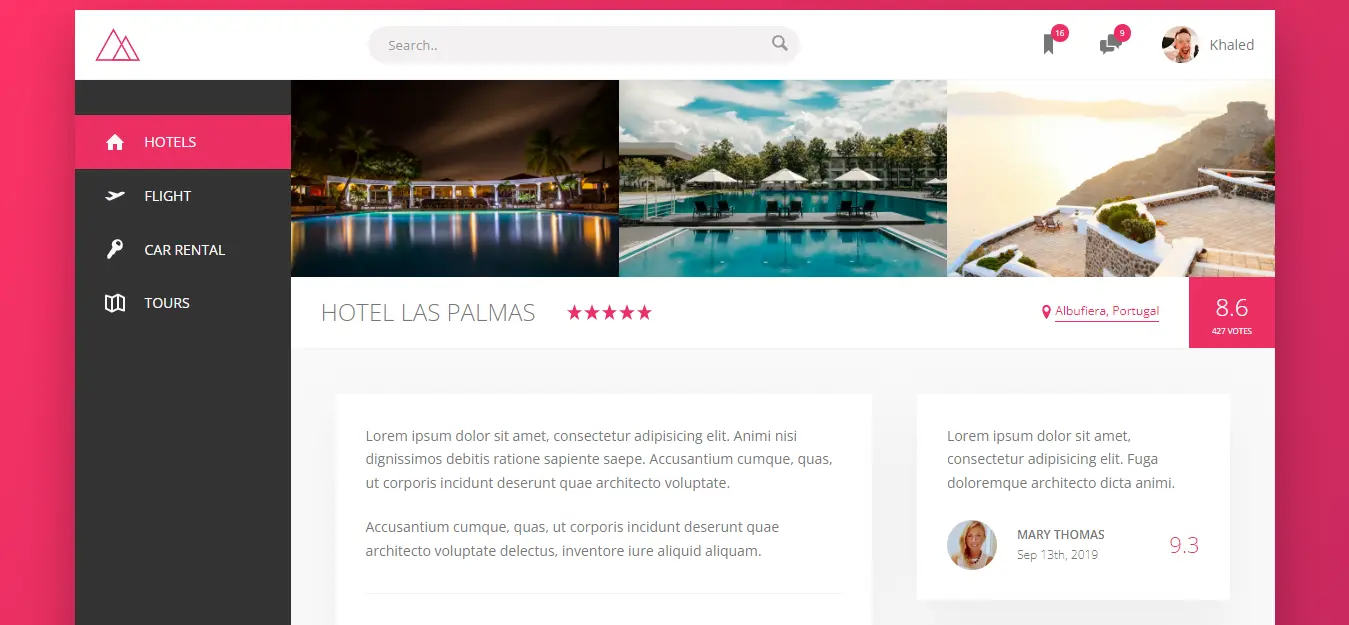 Search..
16
9
Khaled
HOTELS
FLIGHT
CAR RENTAL
TOURS
HOTEL LAS PALMAS
Albufiera, Portugal
8.6
427 VOTES
Lorem ipsum dolor sit amet, consectetur adipisicing elit. Animi nisi
dignissimos debitis ratione sapiente saepe. Accusantium cumque, quas,
ut corporis incidunt deserunt quae architecto voluptate.
Accusantium cumque, quas, ut corporis incidunt deserunt quae
architecto voluptate delectus, inventore iure aliquid aliquam.
Lorem ipsum dolor sit amet,
consectetur adipisicing elit. Fuga
doloremque architecto dicta animi.
MARY THOMAS
Sep 13th, 2019
9.3